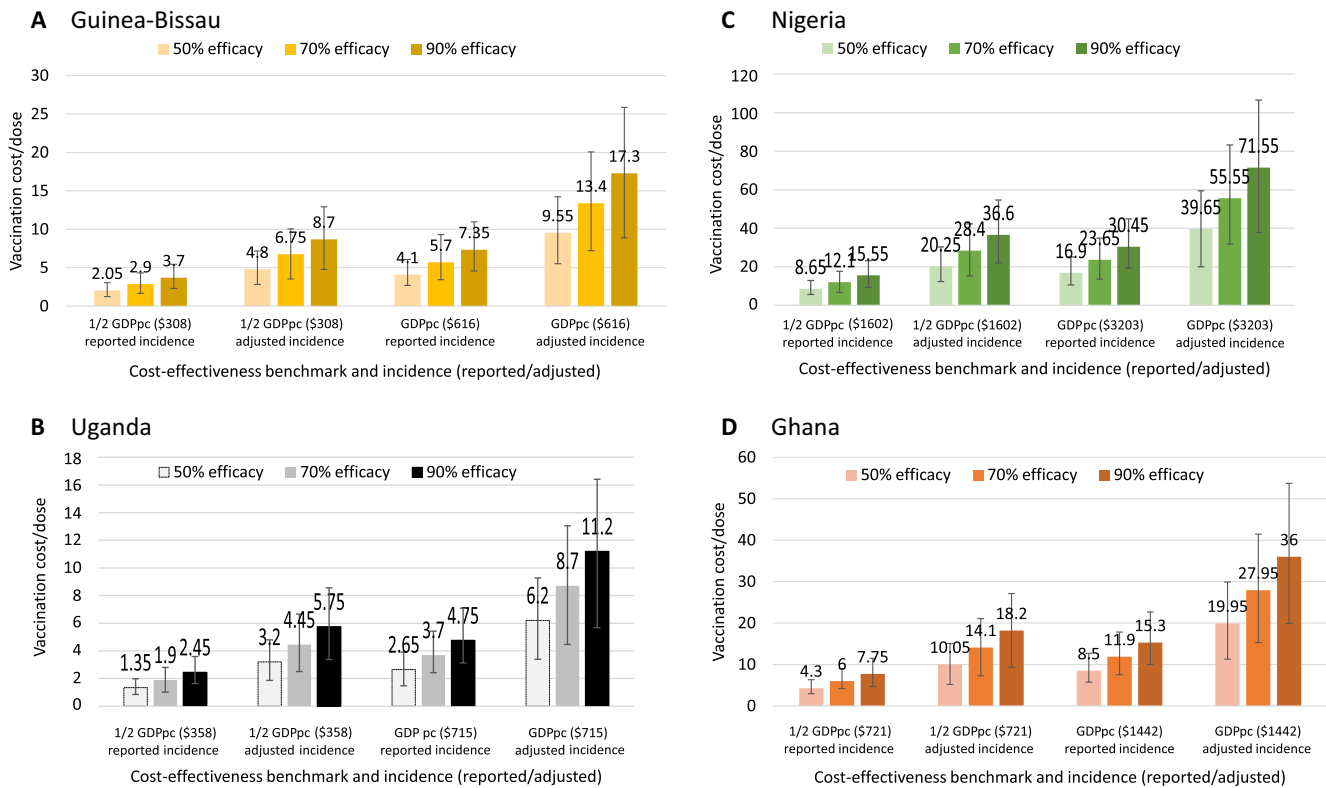 A Guinea-Bissau
50% efficacy 70% efficacy 90% efficacy
Vaccination cost/dose
30
25
20
15
10
5
0
2.05 2.9 3.7
4.8 6.75 8.7
4.1 5.7 7.35
9.55 13.4 17.3
1/2 GDPpc ($308) 1/2 GDPpc ($308) GDPpc ($616) GDPpc ($616)
reported incidence adjusted incidence reported incidence adjusted incidence
Cost-effectiveness benchmark and incidence (reported/adjusted)
B Uganda
50% efficacy 70% efficacy 90% efficacy
Vaccination cost/dose
18
16
14
12
10
8
6
4
2
0
1.35 1.9 2.45
3.2 4.45 5.75
2.65 3.7 4.75
6.2 8.7 11.2
1/2 GDPpc ($358) 1/2 GDPpc ($358) GDP pc ($715) GDPpc ($715)
reported incidence adjusted incidence reported incidence adjusted incidence
Cost-effectiveness benchmark and incidence (reported/adjusted)
C Nigeria
50% efficacy 70% efficacy 90% efficacy
Vaccination cost/dose
120
100
80
60
40
20
0
8.65 12.1 15.55
20.25 28.4 36.6
16.9 23.65 30.45
39.65 55.55 71.55
1/2 GDPpc ($1602) 1/2 GDPpc ($1602) GDPpc ($3203) GDPpc ($3203)
reported incidence adjusted incidence reported incidence adjusted incidence
Cost-effectiveness benchmark and incidence (reported/adjusted)
D Ghana
50% efficacy 70% efficacy 90% efficacy
Vaccination cost/dose
60
50
40
30
20
10
0
4.3 6 7.75
10.05 14.1 18.2
8.5 11.9 15.3
19.95 27.95 36
1/2 GDPpc ($721) 1/2 GDPpc ($721) GDPpc ($1442) GDPpc ($1442)
reported incidence adjusted incidence reported incidence adjusted incidence
Cost-effectiveness benchmark and incidence (reported/adjusted)